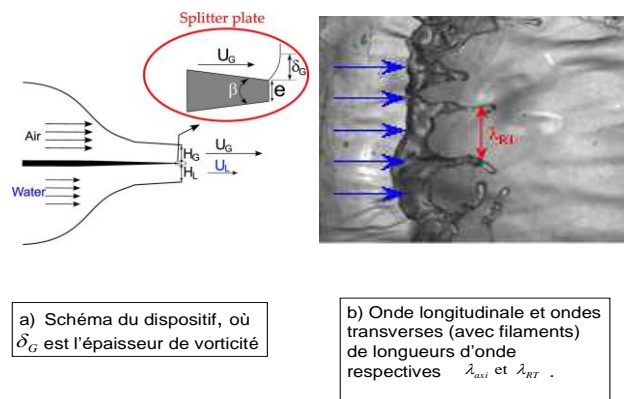 Splitter plate
U_G
δ_G
β
e
Air
H_G
U_G
H_L
U_L
Water
λ_RT
a) Schéma du dispositif, où
δ_G est l'épaisseur de vorticité
b) Onde longitudinale et ondes
transverses (avec filaments)
de longueurs d'onde
respectives λ_axi et λ_RT .